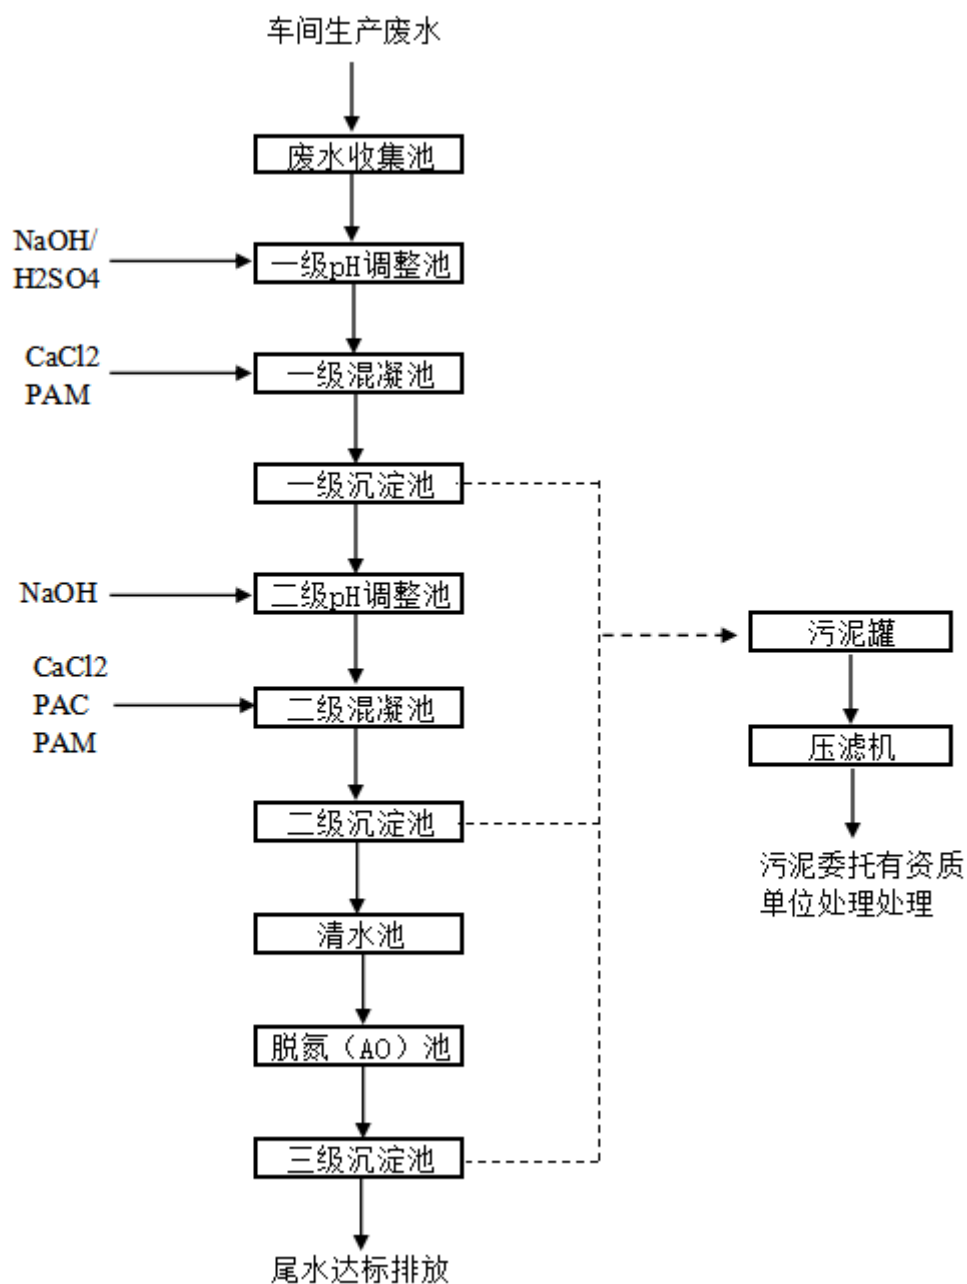 车间生产废水
废水收集池
NaOH/
H2SO4
一级pH调整池
CaCl2
PAM
一级混凝池
一级沉淀池
NaOH
二级pH调整池
CaCl2
PAC
PAM
二级混凝池
二级沉淀池
清水池
脱氮（AO）池
三级沉淀池
尾水达标排放
污泥罐
压滤机
污泥委托有资质
单位处理处理